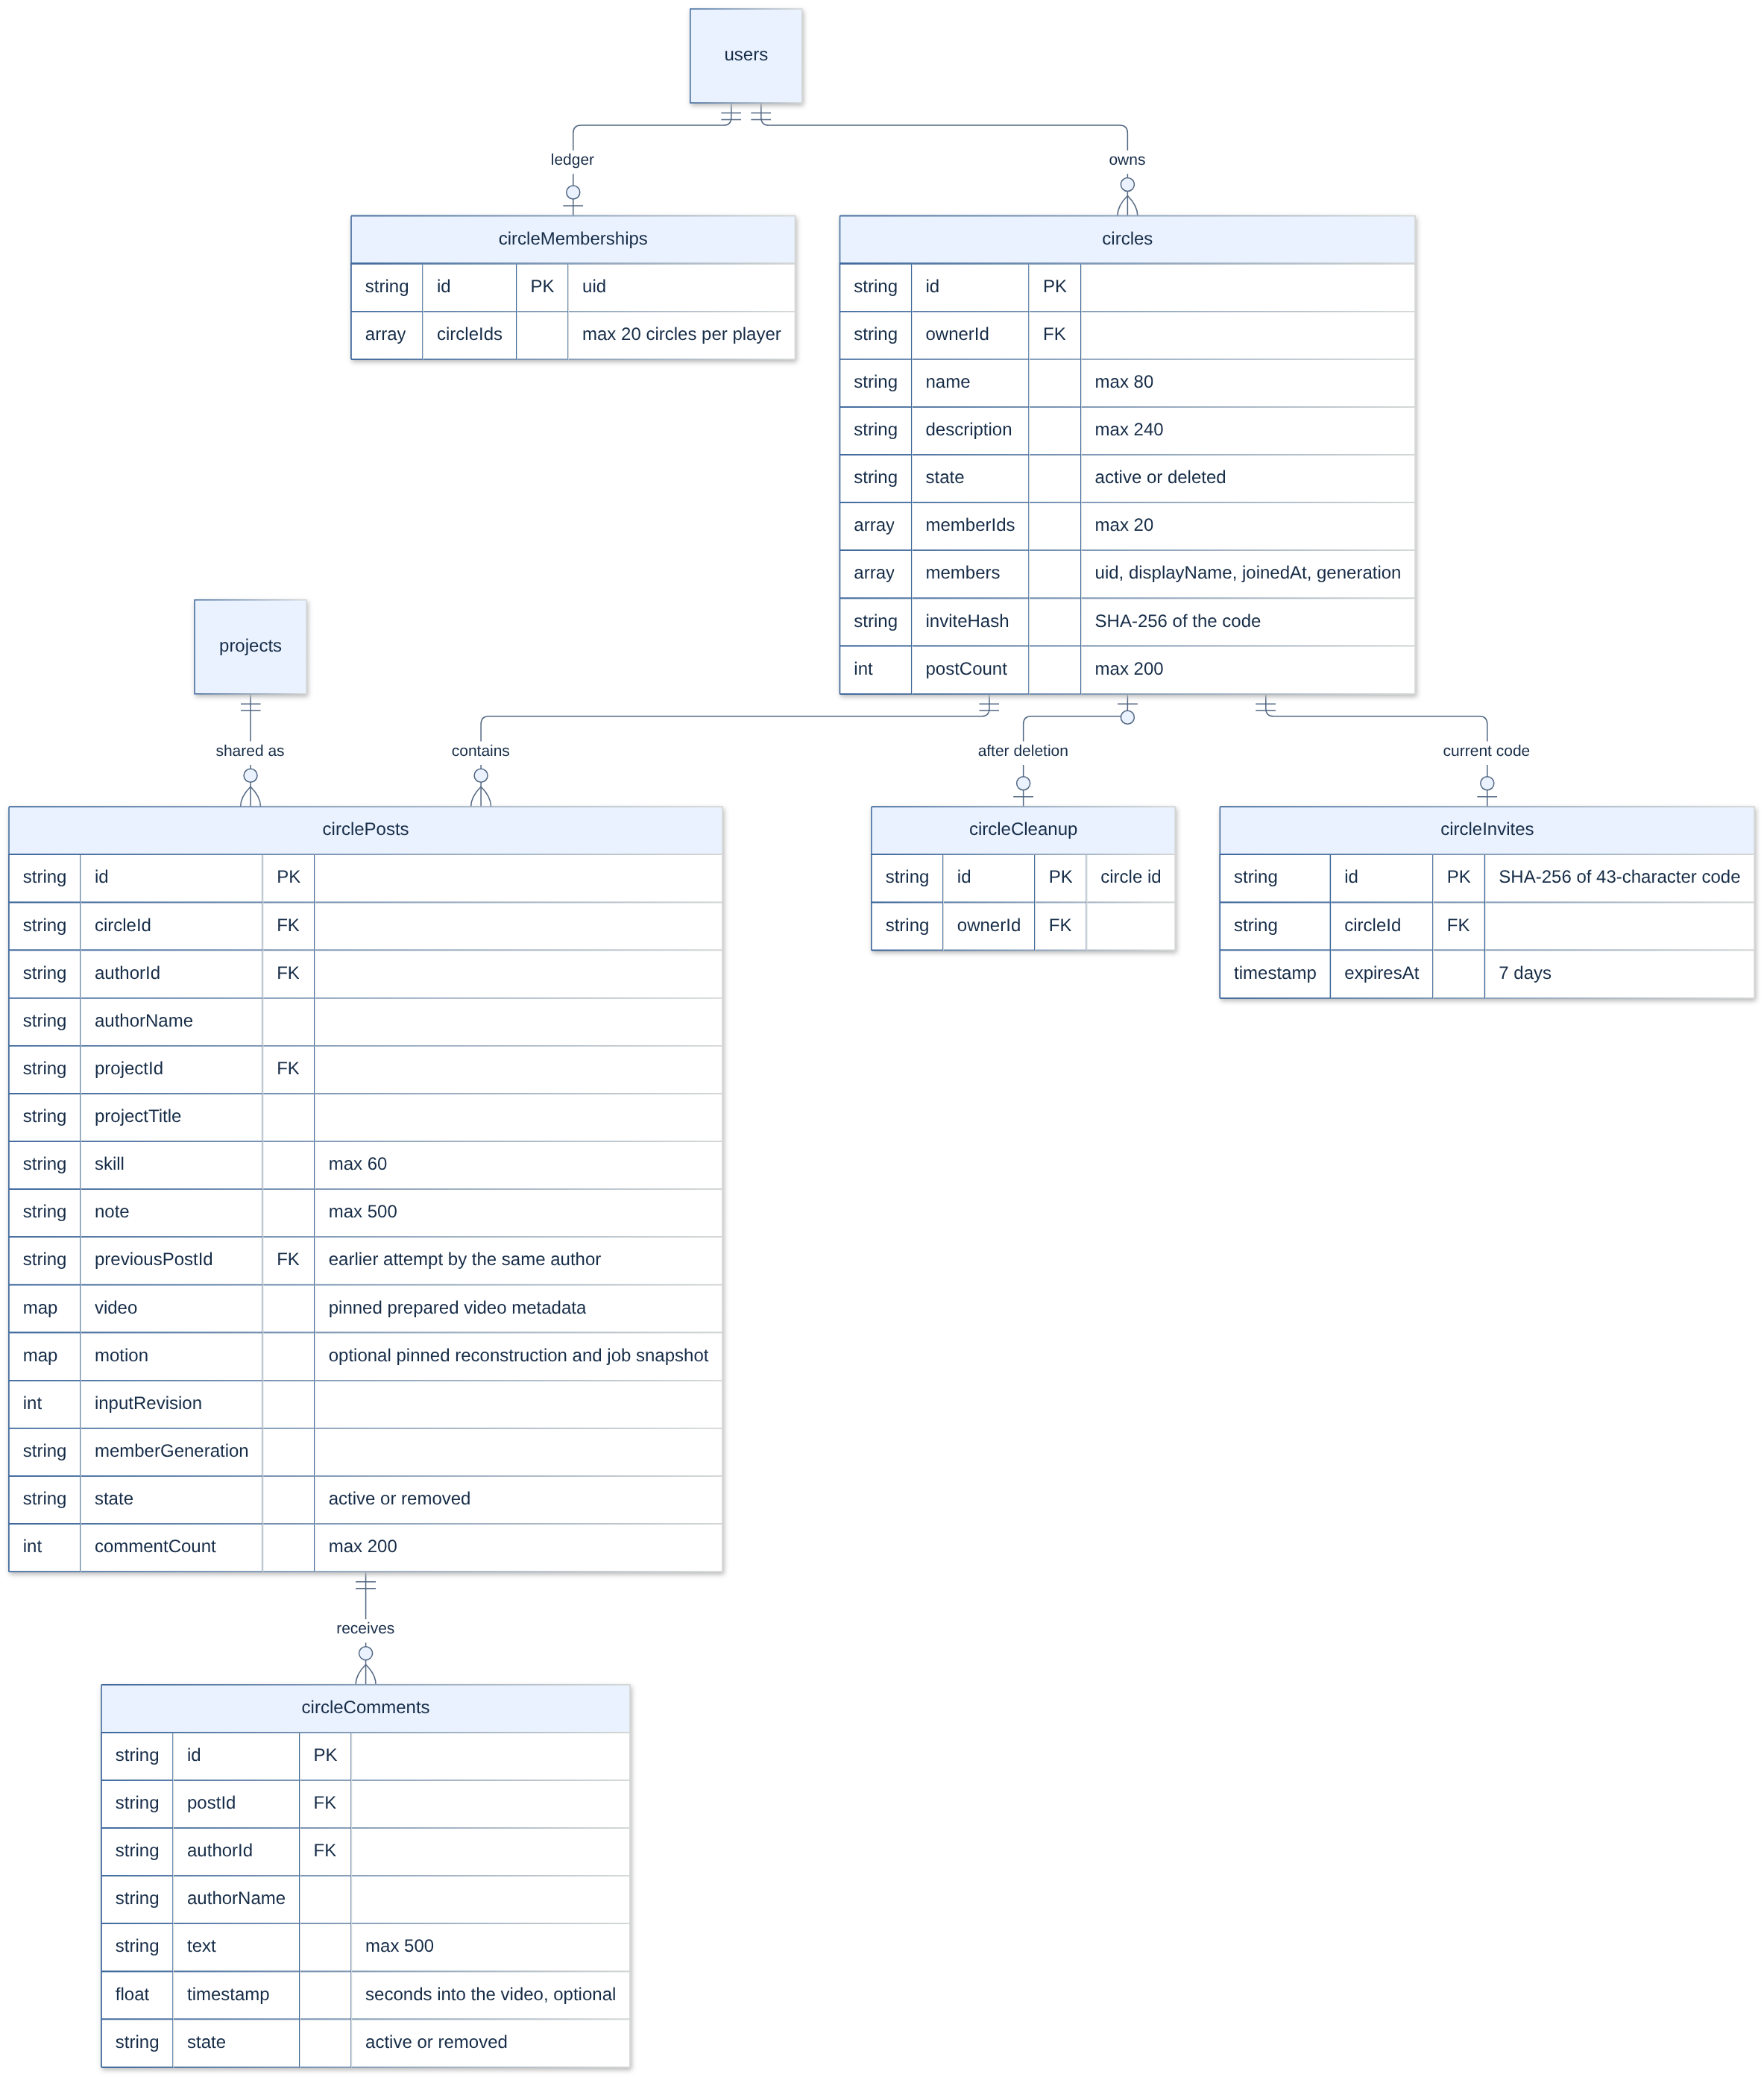 users
ledger
owns
circleMemberships
string id PK uid
array circleIds max 20 circles per player
circles
string id PK
string ownerId FK
string name max 80
string description max 240
string state active or deleted
array memberIds max 20
array members uid, displayName, joinedAt, generation
string inviteHash SHA-256 of the code
int postCount max 200
projects
shared as
contains
after deletion
current code
circlePosts
string id PK
string circleId FK
string authorId FK
string authorName
string projectId FK
string projectTitle
string skill max 60
string note max 500
string previousPostId FK earlier attempt by the same author
map video pinned prepared video metadata
map motion optional pinned reconstruction and job snapshot
int inputRevision
string memberGeneration
string state active or removed
int commentCount max 200
circleCleanup
string id PK circle id
string ownerId FK
circleInvites
string id PK SHA-256 of 43-character code
string circleId FK
timestamp expiresAt 7 days
receives
circleComments
string id PK
string postId FK
string authorId FK
string authorName
string text max 500
float timestamp seconds into the video, optional
string state active or removed